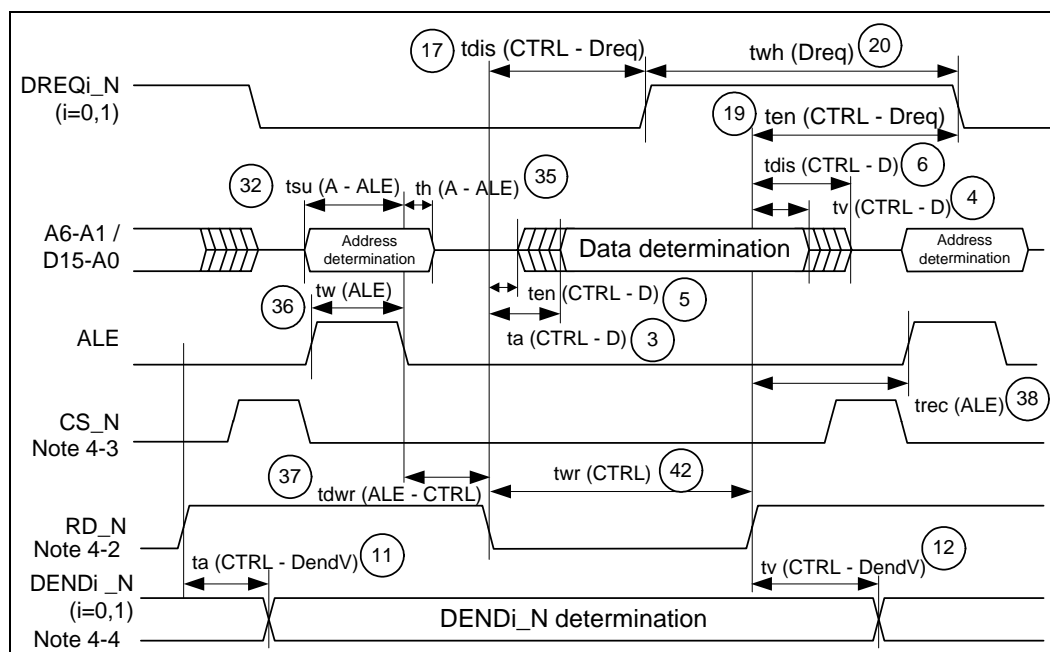 17 tdis (CTRL - Dreq)
twh (Dreq) 20
DREQi_N
(i=0,1)
19 ten (CTRL - Dreq)
tdis (CTRL - D) 6
32 tsu (A - ALE)
th (A - ALE) 35
tv (CTRL - D) 4
A6-A1 /
D15-A0
Address
determination
Data determination
Address
determination
36 tw (ALE)
ten (CTRL - D) 5
ta (CTRL - D) 3
ALE
trec (ALE) 38
CS_N
Note 4-3
37 tdwr (ALE - CTRL)
twr (CTRL) 42
RD_N
Note 4-2
ta (CTRL - DendV) 11
tv (CTRL - DendV) 12
DENDi _N
(i=0,1)
Note 4-4
DENDi_N determination